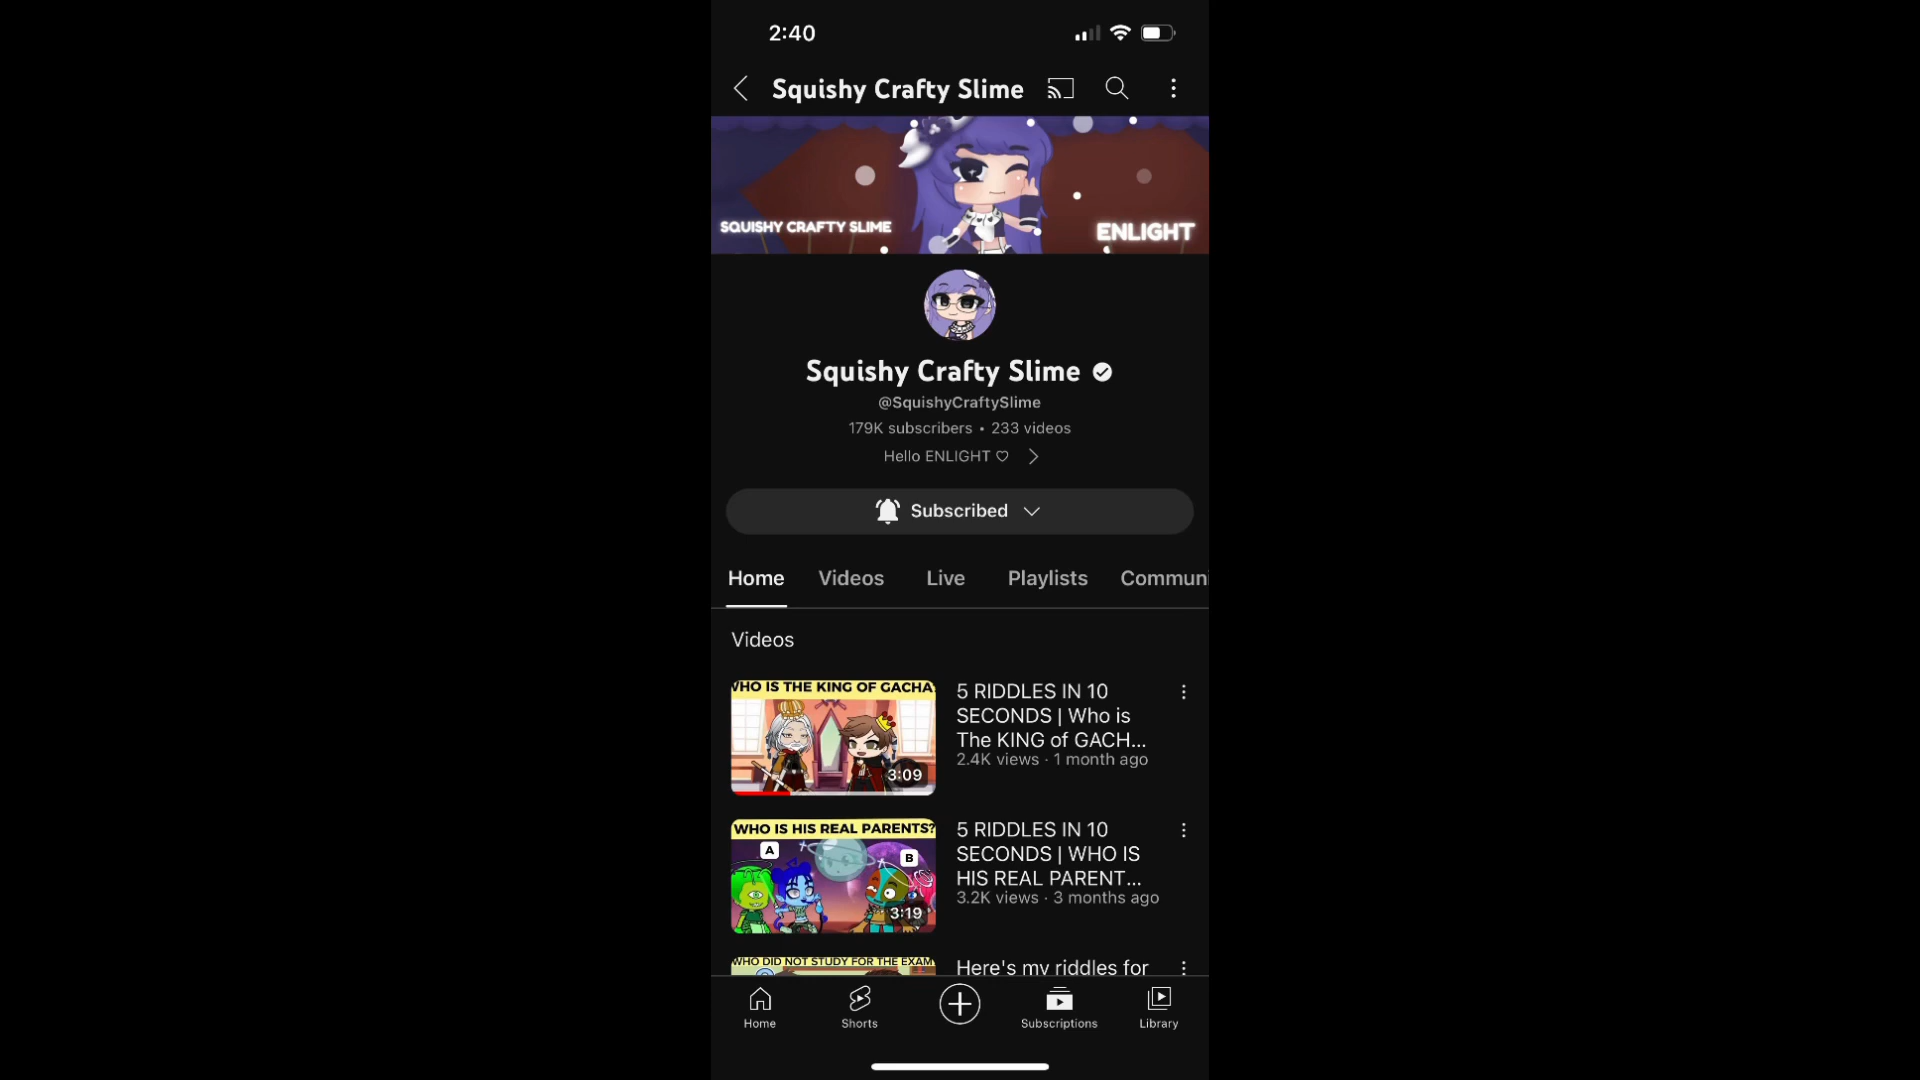 2:40
Squishy Crafty Slime
SQUISHY CRAFTY SLIME
ENLIGHT
Squishy Crafty Slime
@SquishyCraftySlime
179K subscribers • 233 videos
Hello ENLIGHT ♡
Subscribed
Home Videos Live Playlists Communi
Videos
WHO IS THE KING OF GACHA?
3:09
5 RIDDLES IN 10
SECONDS | Who is
The KING of GACH...
2.4K views · 1 month ago
WHO IS HIS REAL PARENTS?
A
B
3:19
5 RIDDLES IN 10
SECONDS | WHO IS
HIS REAL PARENT...
3.2K views · 3 months ago
WHO DID NOT STUDY FOR THE EXAM
Here's my riddles for
Home Shorts Subscriptions Library